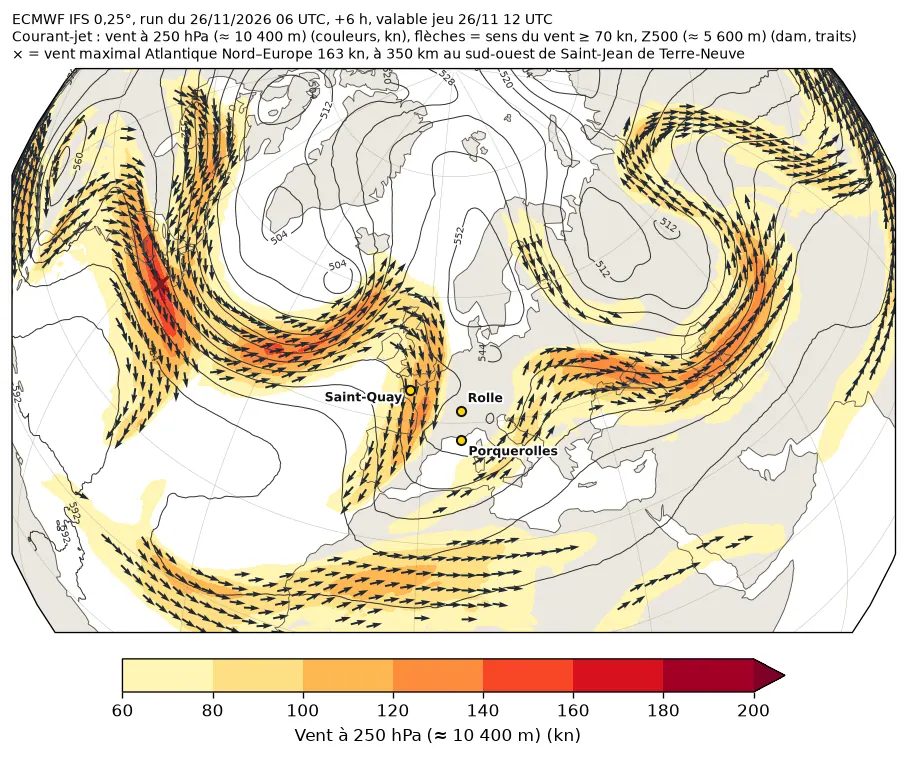 ECMWF IFS 0,25°, run du 26/11/2026 06 UTC, +6 h, valable jeu 26/11 12 UTC
Courant-jet : vent à 250 hPa (≈ 10 400 m) (couleurs, kn), flèches = sens du vent ≥ 70 kn, Z500 (≈ 5 600 m) (dam, traits)
× = vent maximal Atlantique Nord–Europe 163 kn, à 350 km au sud-ouest de Saint-Jean de Terre-Neuve
528
520
512
560
504
504
552
512
512
544
592
592
592
Saint-Quay
Rolle
Porquerolles
60 80 100 120 140 160 180 200
Vent à 250 hPa (≈ 10 400 m) (kn)